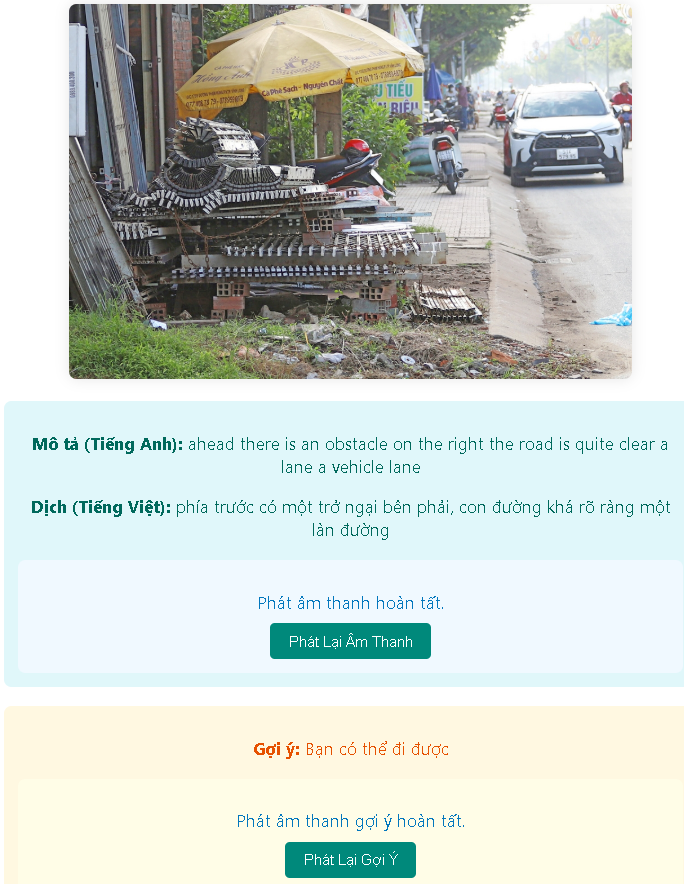 Cà Phê Sạch - Nguyên Chất
Mô tả (Tiếng Anh): ahead there is an obstacle on the right the road is quite clear a
lane a vehicle lane
Dịch (Tiếng Việt): phía trước có một trở ngại bên phải, con đường khá rõ ràng một
làn đường
Phát âm thanh hoàn tất.
Phát Lại Âm Thanh
Gợi ý: Bạn có thể đi được
Phát âm thanh gợi ý hoàn tất.
Phát Lại Gợi Ý